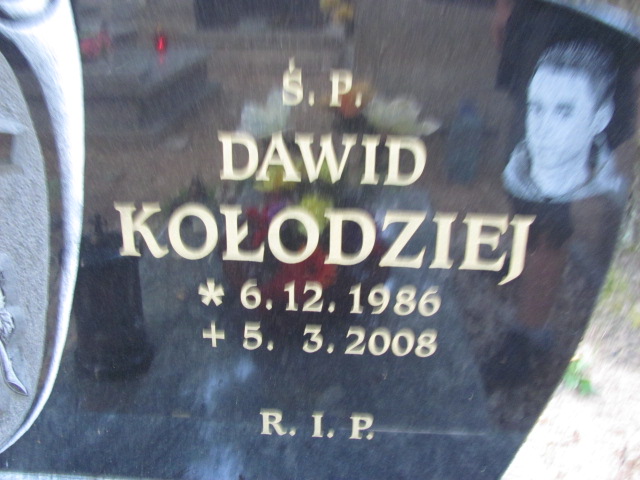 Ś. P.
DAWID
KOŁODZIEJ
* 6. 12. 1986
+ 5. 3. 2008
R. I. P.